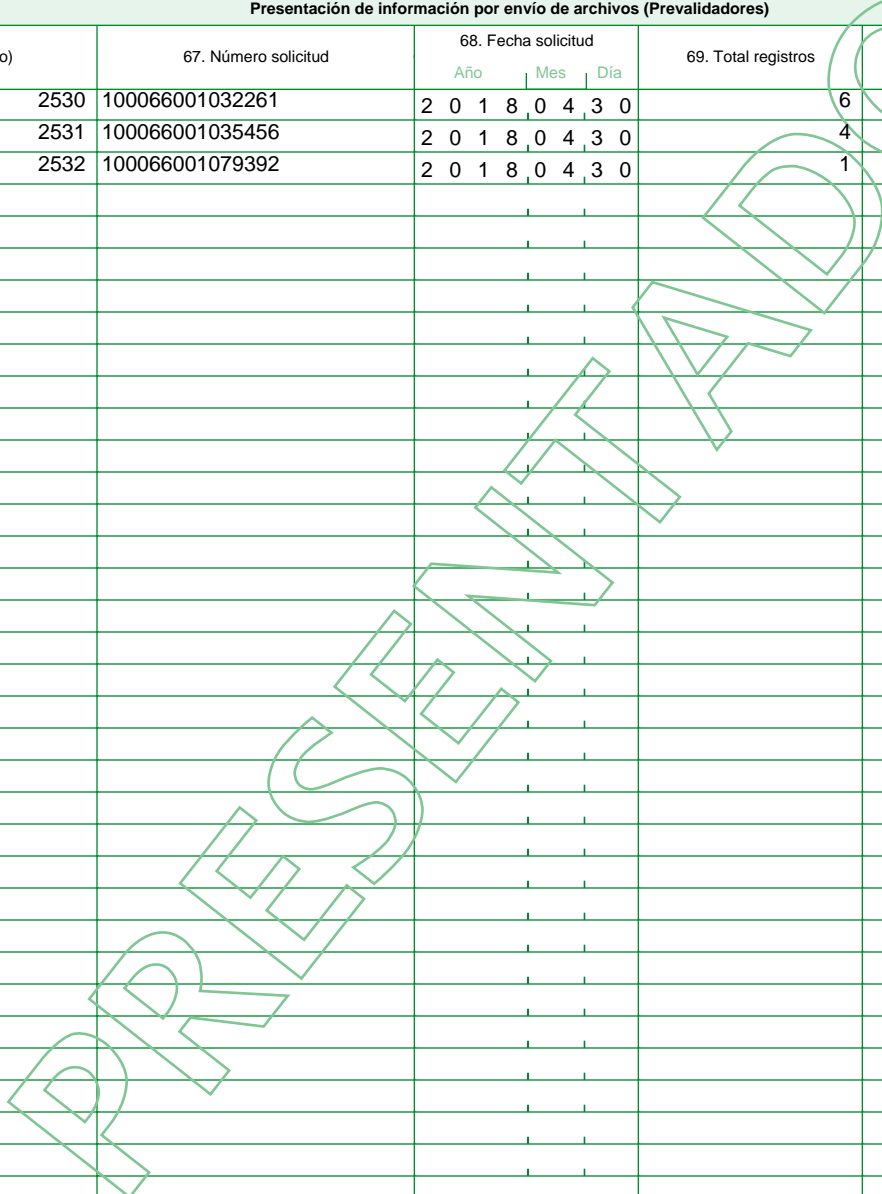 Presentación de información por envío de archivos (Prevalidadores)
o) 67. Número solicitud 68. Fecha solicitud 69. Total registros
Año Mes Día
2530 100066001032261 2 0 1 8 0 4 3 0 6
2531 100066001035456 2 0 1 8 0 4 3 0 4
2532 100066001079392 2 0 1 8 0 4 3 0 1
PRESENTADO